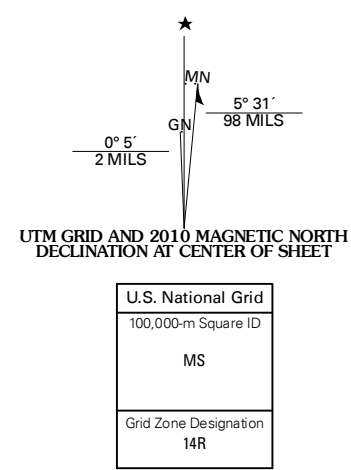 ★
MN
5° 31´
98 MILS
GN
0° 5´
2 MILS
UTM GRID AND 2010 MAGNETIC NORTH
DECLINATION AT CENTER OF SHEET
U.S. National Grid
100,000-m Square ID
MS
Grid Zone Designation
14R